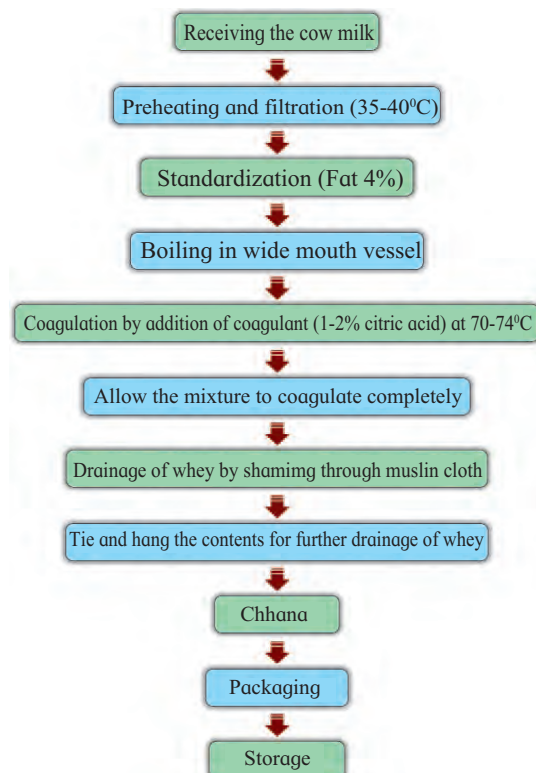 Receiving the cow milk
Preheating and filtration (35-40⁰C)
Standardization (Fat 4%)
Boiling in wide mouth vessel
Coagulation by addition of coagulant (1-2% citric acid) at 70-74⁰C
Allow the mixture to coagulate completely
Drainage of whey by shamimg through muslin cloth
Tie and hang the contents for further drainage of whey
Chhana
Packaging
Storage